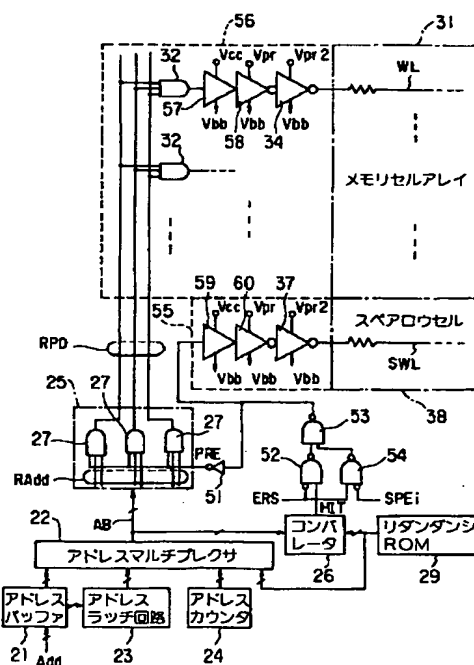 56
31
32
Vcc
Vpr
Vpr2
WL
57
Vbb
58
Vbb
34
Vbb
32
メモリセルアレイ
59
60
37
スペアロウセル
55
Vcc
Vpr
Vpr2
RPD
Vbb
Vbb
Vbb
SWL
25
27
38
27
27
PRE
53
52
54
RAdd
51
ERS
HIT
SPEi
AB
22
コンパ
レータ
リダンダンシ
ROM
アドレスマルチプレクサ
26
29
アドレス
バッファ
アドレス
ラッチ回路
アドレス
カウンタ
21
Add
23
24